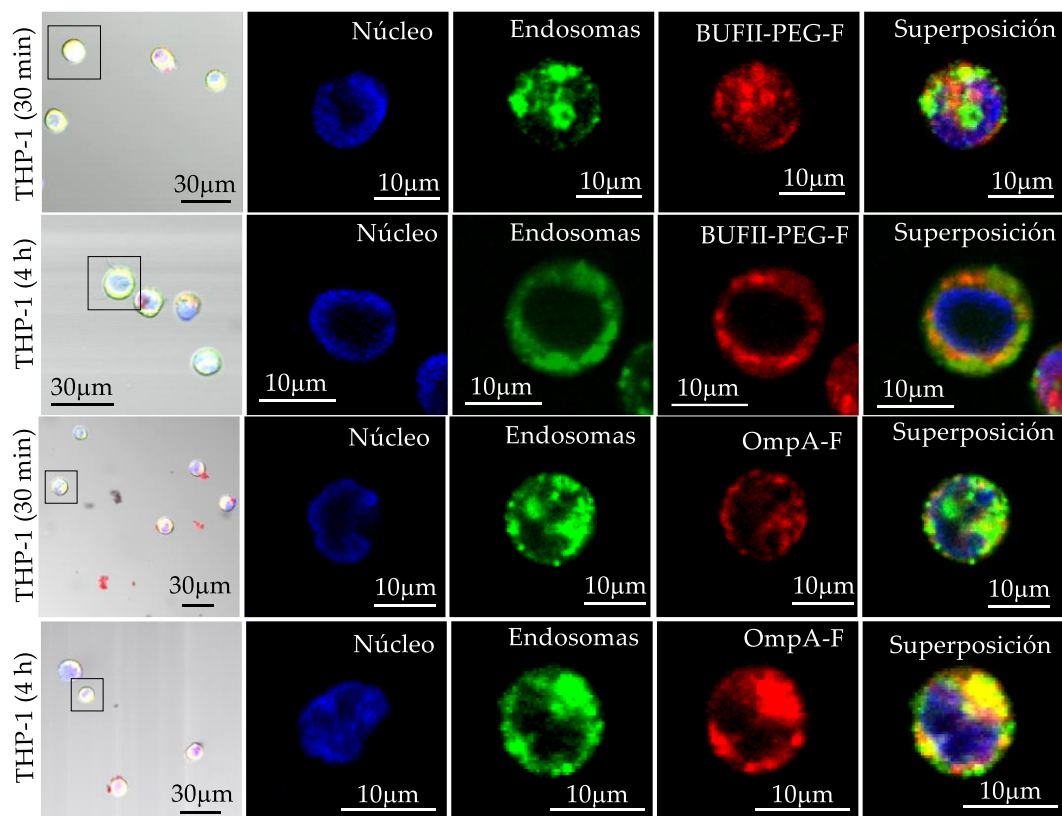 THP-1 (30 min)
Núcleo
Endosomas
BUFII-PEG-F
Superposición
30µm
10µm
10µm
10µm
10µm
THP-1 (4 h)
Núcleo
Endosomas
BUFII-PEG-F
Superposición
30µm
10µm
10µm
10µm
10µm
THP-1 (30 min)
Núcleo
Endosomas
OmpA-F
Superposición
30µm
10µm
10µm
10µm
10µm
THP-1 (4 h)
Núcleo
Endosomas
OmpA-F
Superposición
30µm
10µm
10µm
10µm
10µm